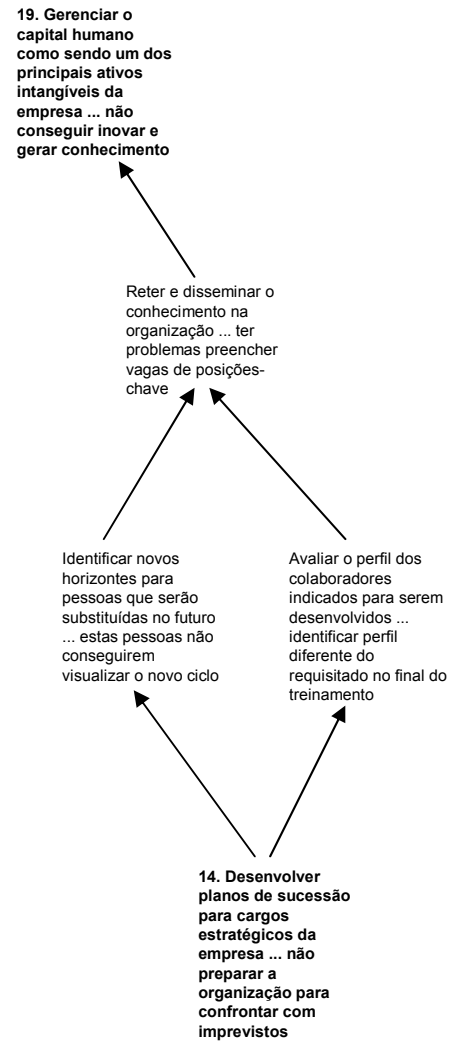 19. Gerenciar o
capital humano
como sendo um dos
principais ativos
intangíveis da
empresa ... não
conseguir inovar e
gerar conhecimento
Reter e disseminar o
conhecimento na
organização ... ter
problemas preencher
vagas de posições-
chave
Identificar novos
horizontes para
pessoas que serão
substituídas no futuro
... estas pessoas não
conseguirem
visualizar o novo ciclo
Avaliar o perfil dos
colaboradores
indicados para serem
desenvolvidos ...
identificar perfil
diferente do
requisitado no final do
treinamento
14. Desenvolver
planos de sucessão
para cargos
estratégicos da
empresa ... não
preparar a
organização para
confrontar com
imprevistos